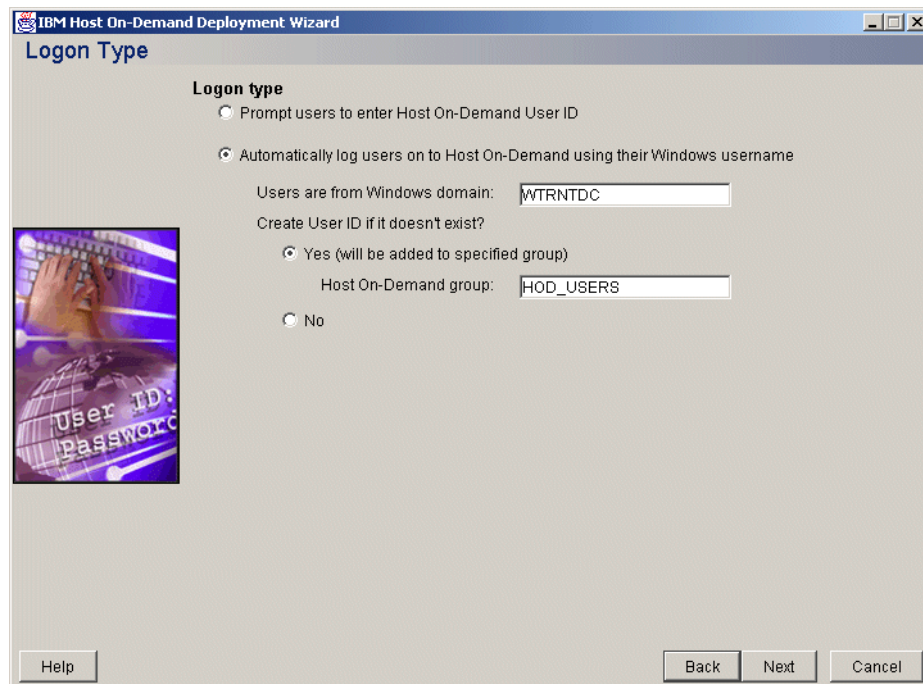 IBM Host On-Demand Deployment Wizard
Logon Type
Logon type
Prompt users to enter Host On-Demand User ID
Automatically log users on to Host On-Demand using their Windows username
Users are from Windows domain: WTRNTDC
Create User ID if it doesn't exist?
Yes (will be added to specified group)
Host On-Demand group: HOD_USERS
No
User ID:
Password
Help Back Next Cancel